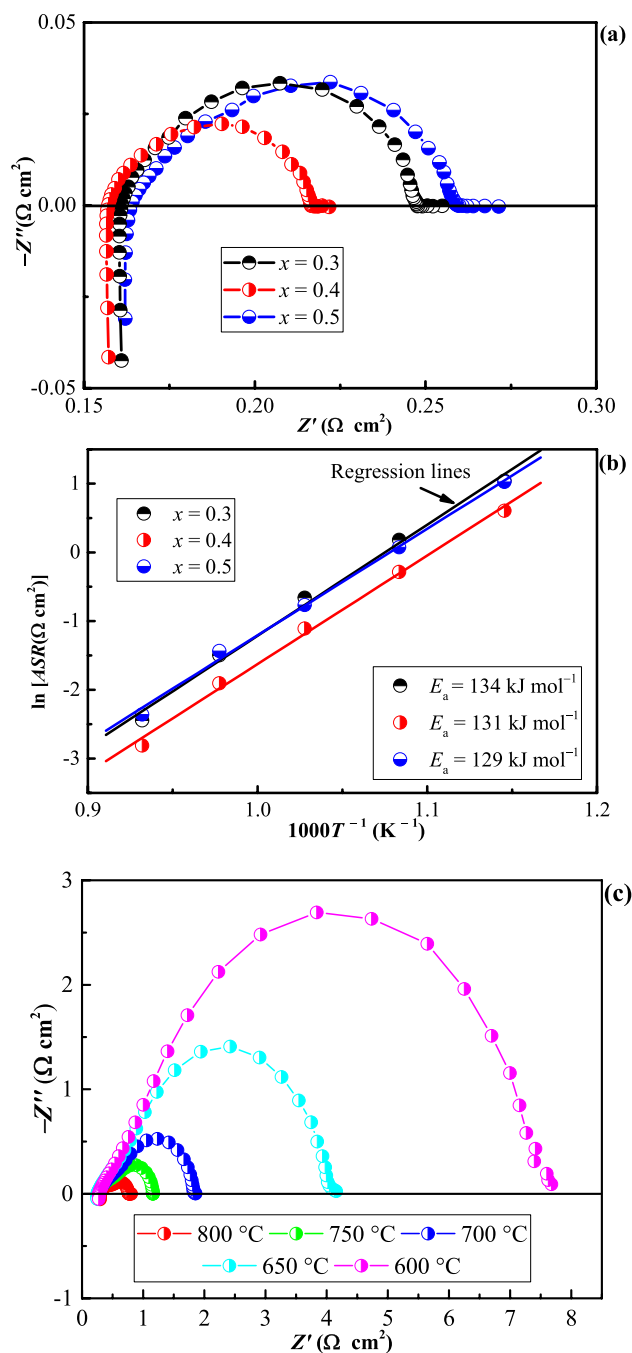 (a)
0.05
0.00
-0.05
−Z″(Ω cm²)
x = 0.3
x = 0.4
x = 0.5
0.15 0.20 0.25 0.30
Z′ (Ω cm²)
(b)
Regression lines
x = 0.3
x = 0.4
x = 0.5
1
0
-1
-2
-3
ln [ASR(Ω cm²)]
Eₐ = 134 kJ mol⁻¹
Eₐ = 131 kJ mol⁻¹
Eₐ = 129 kJ mol⁻¹
0.9 1.0 1.1 1.2
1000T⁻¹ (K⁻¹)
(c)
3
2
1
0
-1
−Z″ (Ω cm²)
800 °C 750 °C 700 °C
650 °C 600 °C
0 1 2 3 4 5 6 7 8
Z′ (Ω cm²)